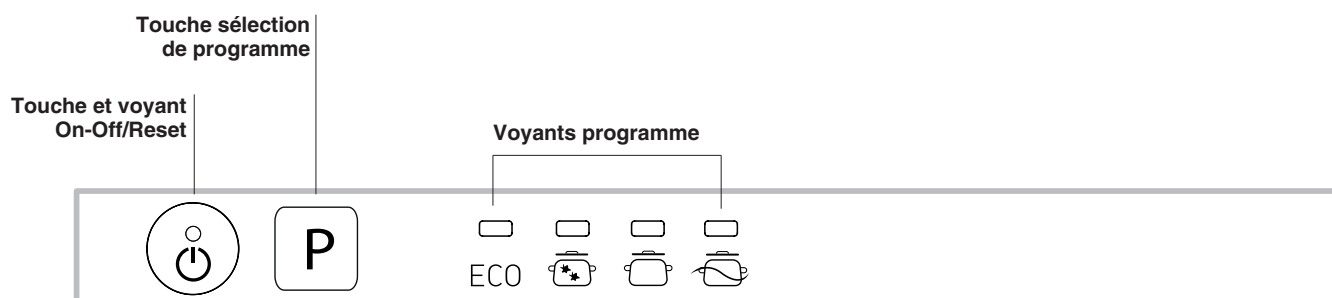 Touche sélection
de programme
Touche et voyant
On-Off/Reset
Voyants programme
P
ECO